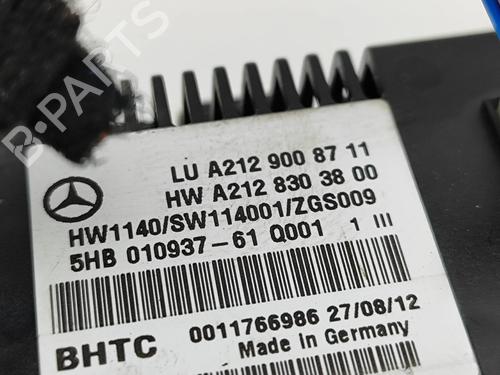 B-PARTS
LU A212 900 87 11
HW A212 830 38 00
HW1140/SW114001/ZGS009
5HB 010937-61 Q001 1 III
BHTC 0011766986 27/08/12
Made in Germany